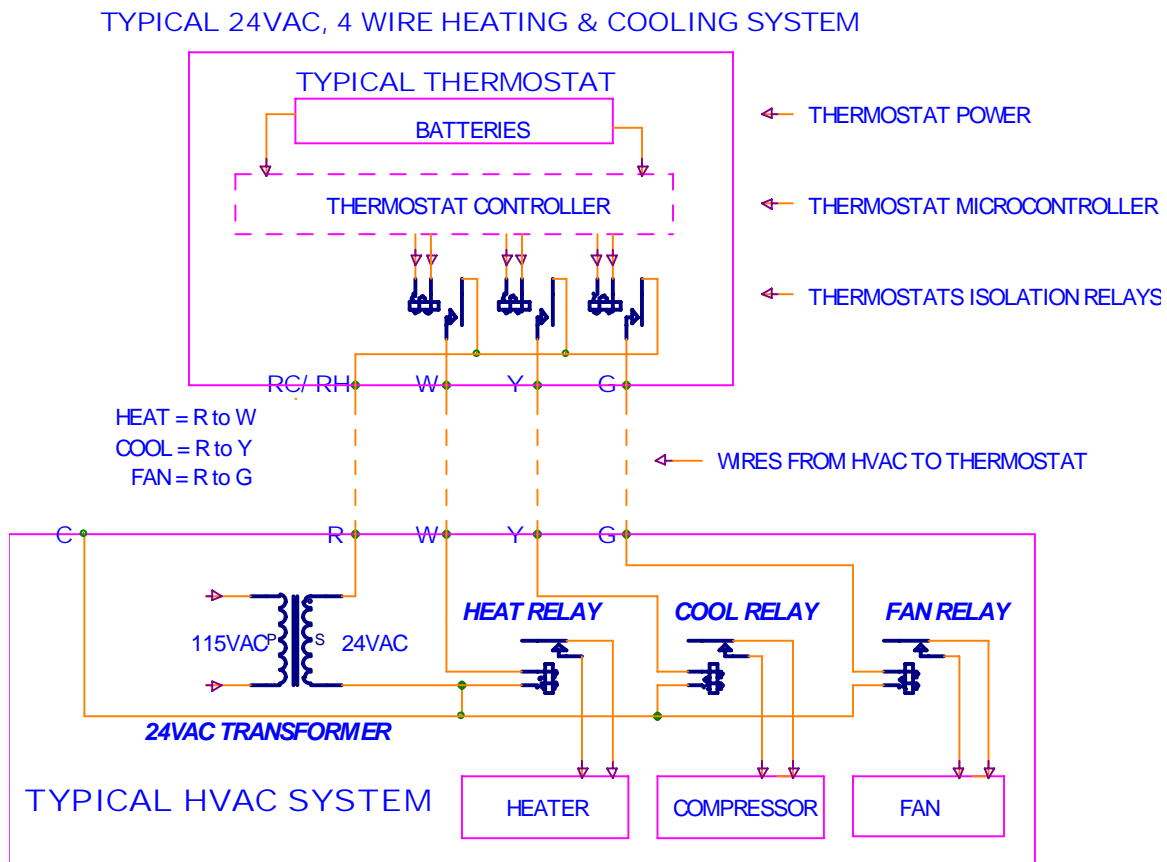 TYPICAL 24VAC, 4 WIRE HEATING & COOLING SYSTEM
TYPICAL THERMOSTAT
BATTERIES
THERMOSTAT POWER
THERMOSTAT CONTROLLER
THERMOSTAT MICROCONTROLLER
THERMOSTATS ISOLATION RELAYS
RC/ RH W Y G
HEAT = R to W
COOL = R to Y
FAN = R to G
WIRES FROM HVAC TO THERMOSTAT
C R W Y G
HEAT RELAY COOL RELAY FAN RELAY
115VAC P S 24VAC
24VAC TRANSFORMER
TYPICAL HVAC SYSTEM
HEATER COMPRESSOR FAN